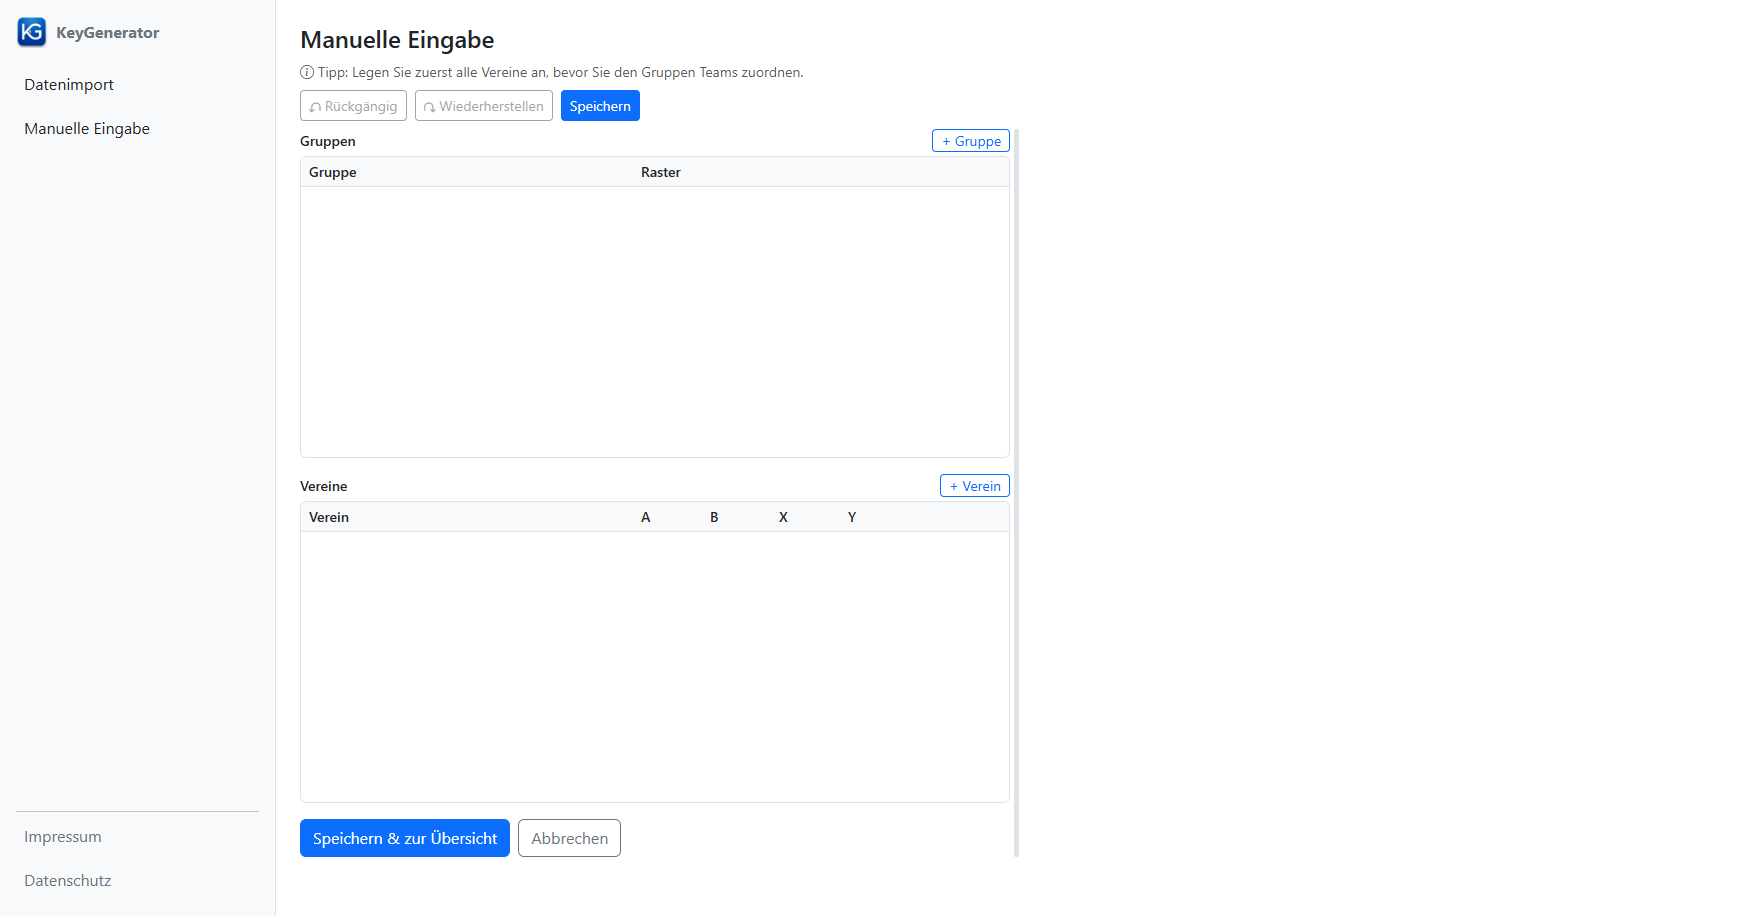 KG KeyGenerator
Datenimport
Manuelle Eingabe
Impressum
Datenschutz
Manuelle Eingabe
Tipp: Legen Sie zuerst alle Vereine an, bevor Sie den Gruppen Teams zuordnen.
Rückgängig Wiederherstellen Speichern
Gruppen + Gruppe
Gruppe Raster
Vereine + Verein
Verein A B X Y
Speichern & zur Übersicht Abbrechen